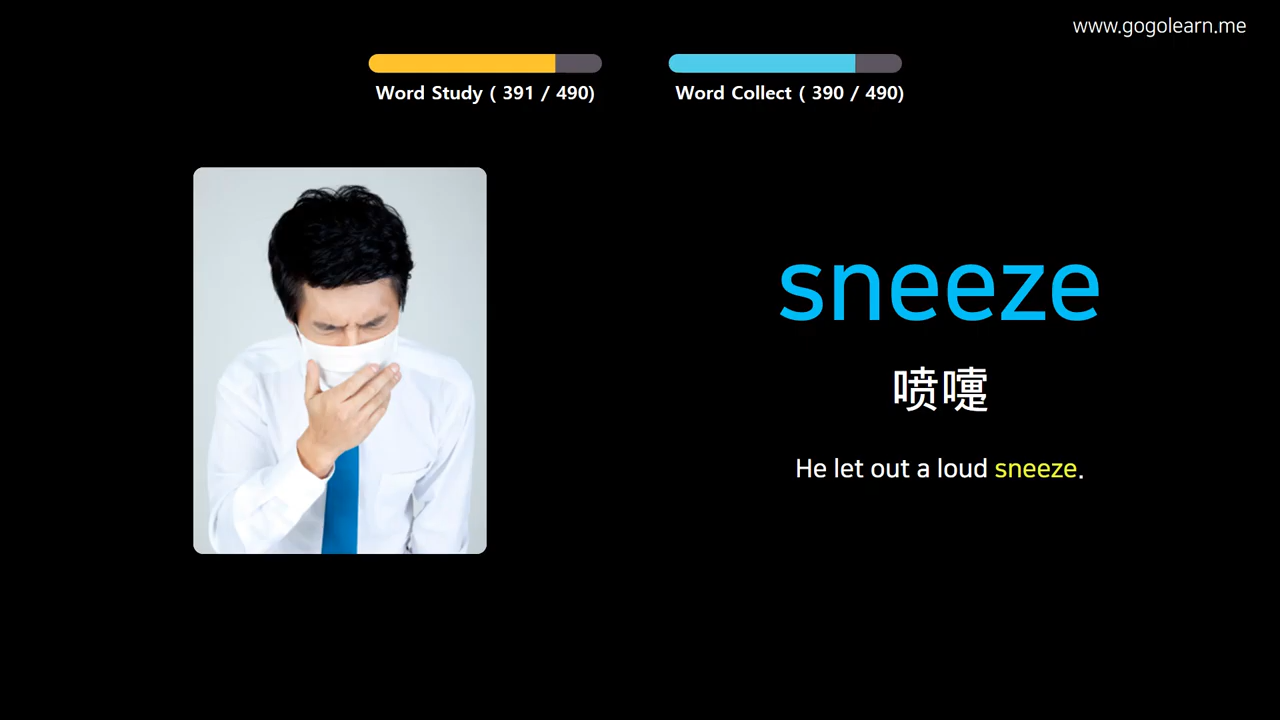 www.gogolearn.me
Word Study ( 391 / 490)
Word Collect ( 390 / 490)
sneeze
喷嚏
He let out a loud sneeze.